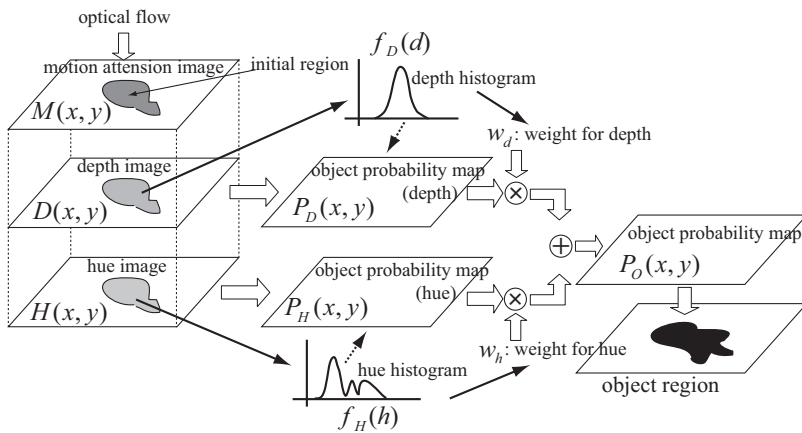 optical flow
motion attension image
initial region
M(x, y)
f_D(d)
depth histogram
w_d: weight for depth
depth image
D(x, y)
object probability map
(depth)
P_D(x, y)
object probability map
P_O(x, y)
hue image
H(x, y)
object probability map
(hue)
P_H(x, y)
w_h: weight for hue
hue histogram
f_H(h)
object region